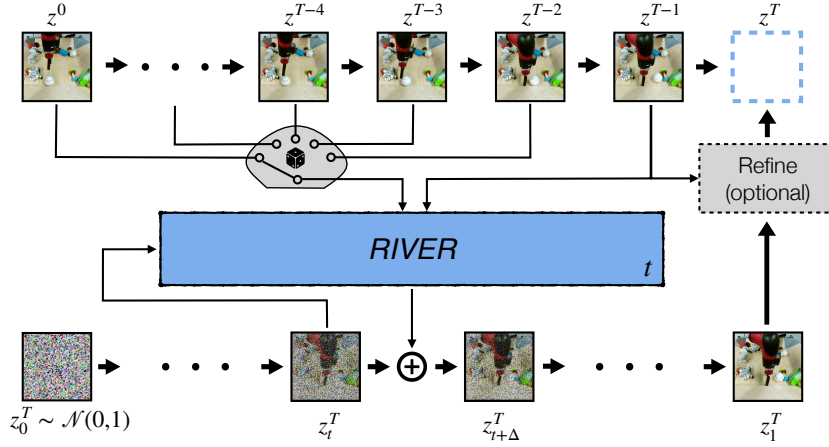 z^0 z^{T-4} z^{T-3} z^{T-2} z^{T-1} z^T
Refine
(optional)
RIVER
t
z_0^T ∼ 𝒩(0,1) z_t^T z_{t+Δ}^T z_1^T